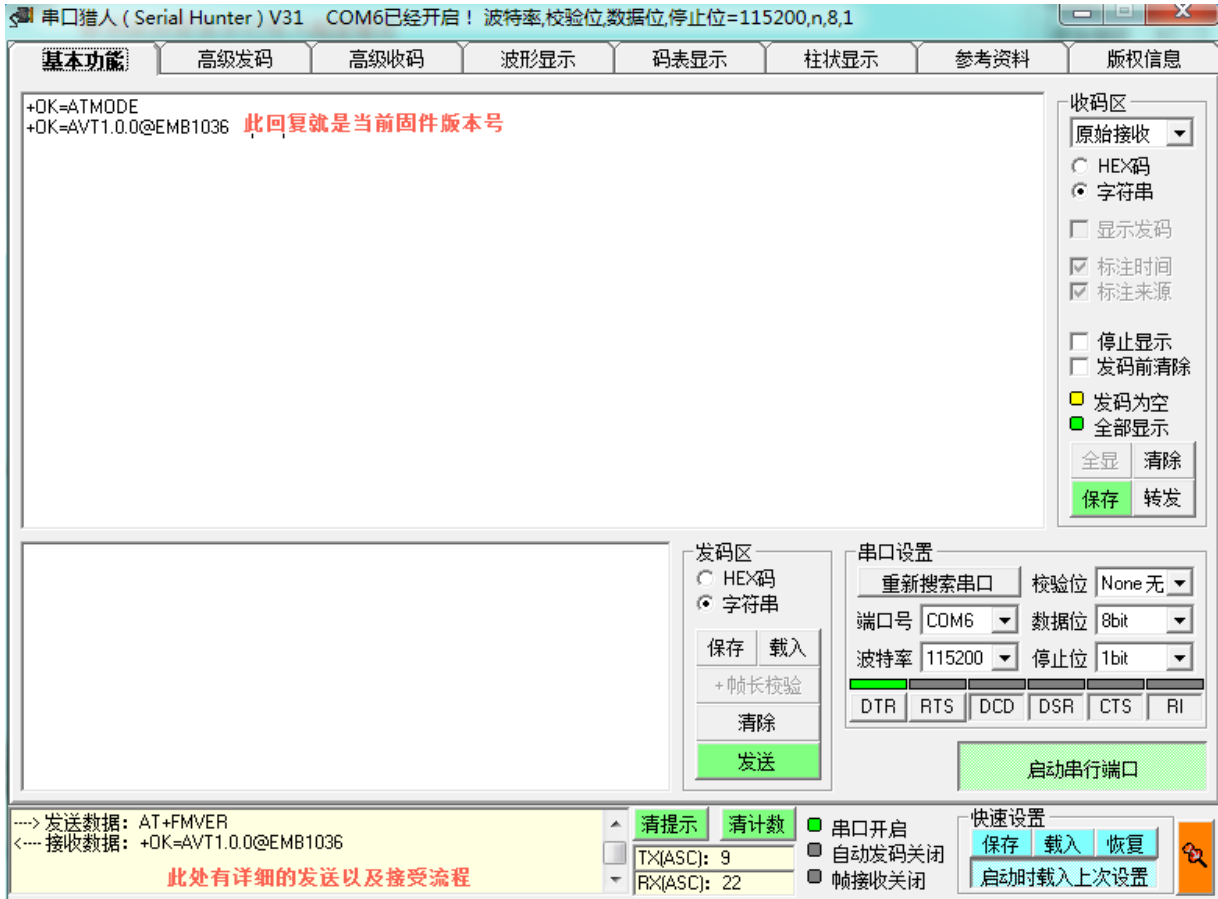 串口猎人 ( Serial Hunter ) V31 COM6已经开启！波特率,校验位,数据位,停止位=115200,n,8,1
基本功能 高级发码 高级收码 波形显示 码表显示 柱状显示 参考资料 版权信息
+OK=ATMODE
+OK=AVT1.0.0@EMB1036 此回复就是当前固件版本号
收码区
原始接收
HEX码
字符串
显示发码
标注时间
标注来源
停止显示
发码前清除
发码为空
全部显示
全显 清除
保存 转发
发码区
HEX码
字符串
保存 载入
+帧长校验
清除
发送
串口设置
重新搜索串口 校验位 None 无
端口号 COM6 数据位 8bit
波特率 115200 停止位 1bit
DTR RTS DCD DSR CTS RI
启动串行端口
----> 发送数据：AT+FMVER
<---- 接收数据：+OK=AVT1.0.0@EMB1036
此处有详细的发送以及接受流程
清提示 清计数
TX(ASC): 9
RX(ASC): 22
串口开启
自动发码关闭
帧接收关闭
快速设置
保存 载入 恢复
启动时载入上次设置